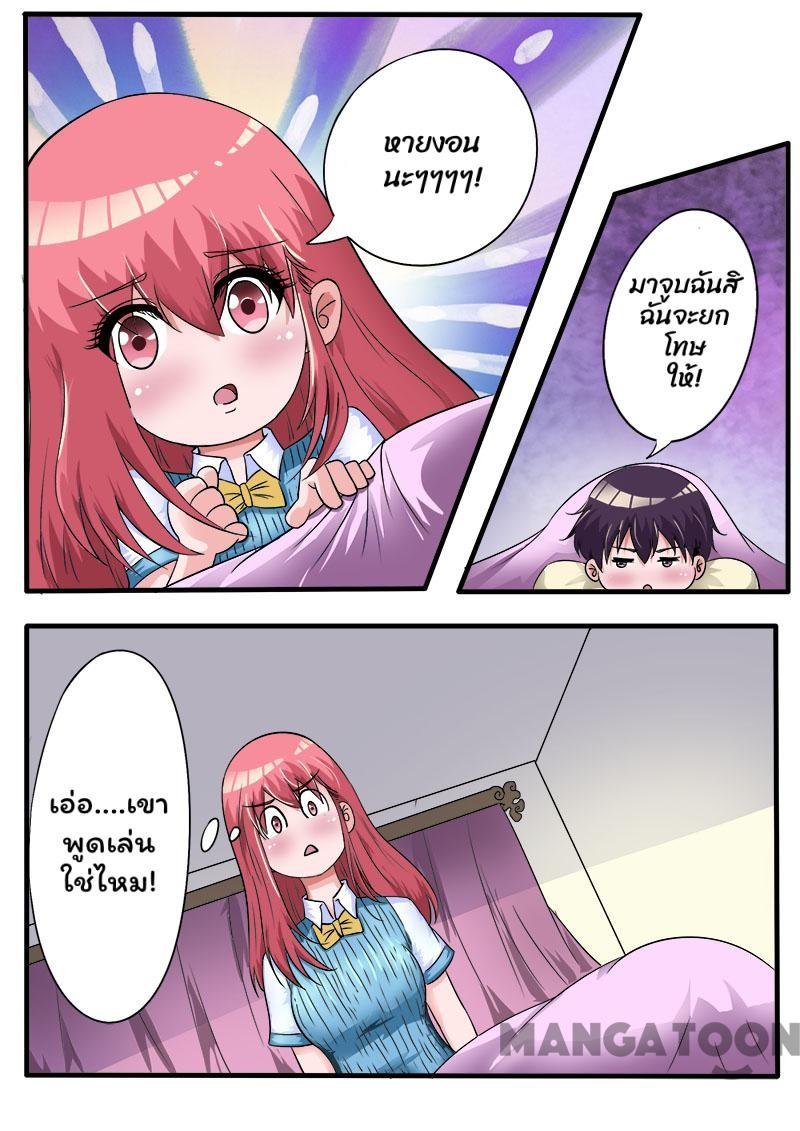 หายงอน
นะๆๆๆๆ!
มาจูบฉันสิ
ฉันจะยก
โทษ
ให้!
เอ่อ....เขา
พูดเล่น
ใช่ไหม!
MANGATOON